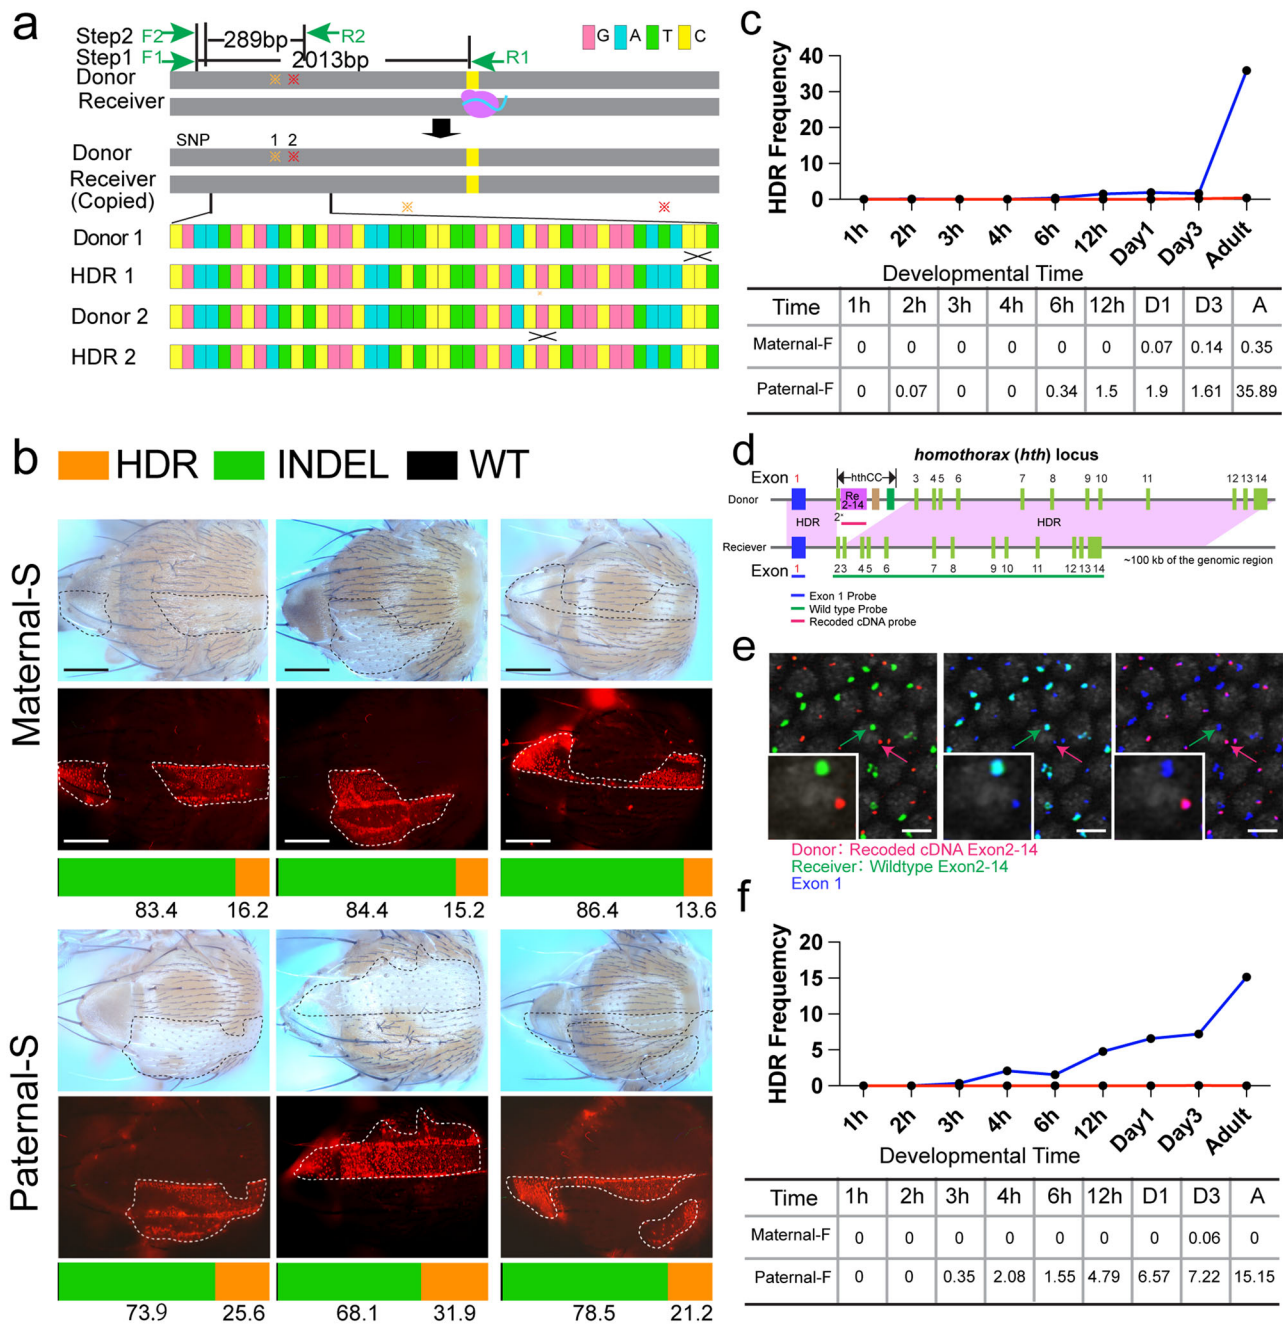 a
Step2 F2 289bp R2
Step1 F1 2013bp R1
G A T C
Donor ※ ※
Receiver
SNP 1 2
Donor ※ ※
Receiver
(Copied) ※ ※
Donor 1
HDR 1
Donor 2
HDR 2
b
HDR INDEL WT
Maternal-S
83.4 16.2
84.4 15.2
86.4 13.6
Paternal-S
73.9 25.6
68.1 31.9
78.5 21.2
c
HDR Frequency
40
30
20
10
0
1h 2h 3h 4h 6h 12h Day1 Day3 Adult
Developmental Time
Time 1h 2h 3h 4h 6h 12h D1 D3 A
Maternal-F 0 0 0 0 0 0 0.07 0.14 0.35
Paternal-F 0 0.07 0 0 0.34 1.5 1.9 1.61 35.89
d
homothorax (hth) locus
Exon 1 hthCC 3 4 5 6 7 8 9 10 11 12 13 14
Donor Re
2-14
HDR 2* HDR
Reciever
~100 kb of the genomic region
Exon 1 2 3 4 5 6 7 8 9 10 11 12 13 14
Exon 1 Probe
Wild type Probe
Recoded cDNA probe
e
Donor: Recoded cDNA Exon2-14
Receiver: Wildtype Exon2-14
Exon 1
f
HDR Frequemcy
20
15
10
5
0
1h 2h 3h 4h 6h 12h Day1 Day3 Adult
Developmental Time
Time 1h 2h 3h 4h 6h 12h D1 D3 A
Maternal-F 0 0 0 0 0 0 0 0.06 0
Paternal-F 0 0 0.35 2.08 1.55 4.79 6.57 7.22 15.15